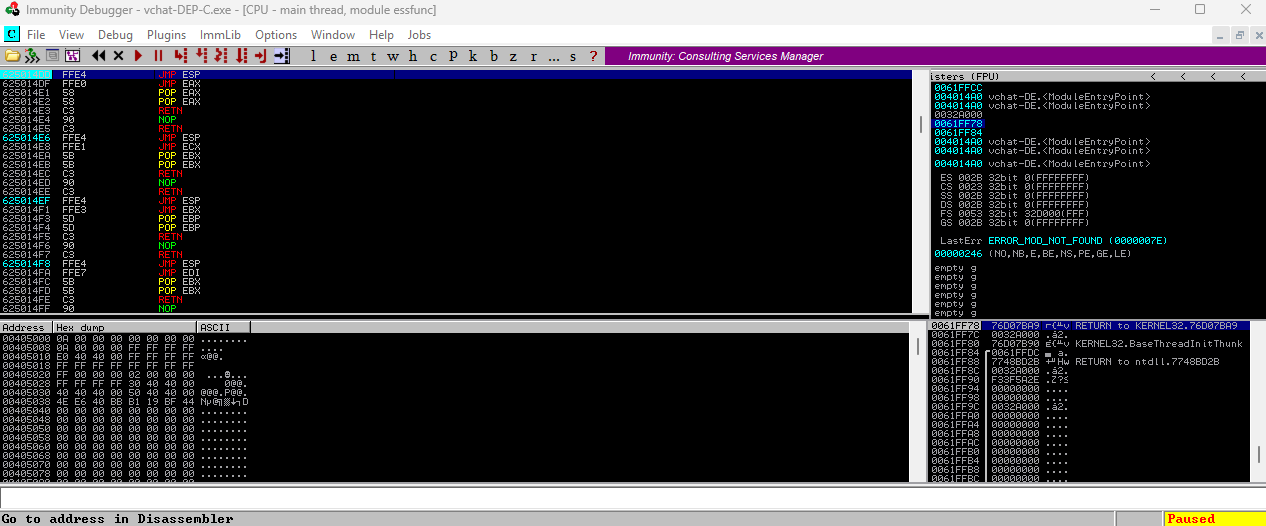 Immunity Debugger - vchat-DEP-C.exe - [CPU - main thread, module essfunc]
C File View Debug Plugins ImmLib Options Window Help Jobs
l e m t w h c P k b z r ... s ? Immunity: Consulting Services Manager
FFE4 JMP ESP
625014DF FFE0 JMP EAX
625014E1 58 POP EAX
625014E2 58 POP EAX
625014E3 C3 RETN
625014E4 90 NOP
625014E5 C3 RETN
625014E6 FFE4 JMP ESP
625014E8 FFE1 JMP ECX
625014EA 5B POP EBX
625014EB 5B POP EBX
625014EC C3 RETN
625014ED 90 NOP
625014EE C3 RETN
625014EF FFE4 JMP ESP
625014F1 FFE3 JMP EBX
625014F3 5D POP EBP
625014F4 5D POP EBP
625014F5 C3 RETN
625014F6 90 NOP
625014F7 C3 RETN
625014F8 FFE4 JMP ESP
625014FA FFE7 JMP EDI
625014FC 5B POP EBX
625014FD 5B POP EBX
625014FE C3 RETN
625014FF 90 NOP
isters (FPU) < < < <
0061FFCC
004014A0 vchat-DE.<ModuleEntryPoint>
004014A0 vchat-DE.<ModuleEntryPoint>
0032A000
0061FF78
0061FF84
004014A0 vchat-DE.<ModuleEntryPoint>
004014A0 vchat-DE.<ModuleEntryPoint>
004014A0 vchat-DE.<ModuleEntryPoint>
ES 002B 32bit 0(FFFFFFFF)
CS 0023 32bit 0(FFFFFFFF)
SS 002B 32bit 0(FFFFFFFF)
DS 002B 32bit 0(FFFFFFFF)
FS 0053 32bit 32D000(FFF)
GS 002B 32bit 0(FFFFFFFF)
LastErr ERROR_MOD_NOT_FOUND (0000007E)
00000246 (NO,NB,E,BE,NS,PE,GE,LE)
empty g
empty g
empty g
empty g
empty g
empty g
Address Hex dump ASCII
00405000 0A 00 00 00 00 00 00 00 ........
00405008 0A 00 00 00 FF FF FF FF ....
00405010 E0 40 40 00 FF FF FF FF
00405018 FF FF FF FF 00 00 00 00
00405020 FF 00 00 00 02 00 00 00
00405028 FF FF FF FF 30 40 40 00
00405030 40 40 40 00 50 40 40 00 @@@.P@@.
00405038 4E E6 40 BB B1 19 BF 44
00405040 00 00 00 00 00 00 00 00 ........
00405048 00 00 00 00 00 00 00 00 ........
00405050 00 00 00 00 00 00 00 00 ........
00405058 00 00 00 00 00 00 00 00 ........
00405060 00 00 00 00 00 00 00 00 ........
00405068 00 00 00 00 00 00 00 00 ........
00405070 00 00 00 00 00 00 00 00 ........
00405078 00 00 00 00 00 00 00 00 ........
0061FF78 76D07BA9 RETURN to KERNEL32.76D07BA9
0061FF7C 0032A000 .á2.
0061FF80 76D07B90 KERNEL32.BaseThreadInitThunk
0061FF84 0061FFDC
0061FF88 7748BD2B RETURN to ntdll.7748BD2B
0061FF8C 0032A000 .á2.
0061FF90 F33F5A2E .Z?≤
0061FF94 00000000 ....
0061FF98 00000000 ....
0061FF9C 0032A000 .á2.
0061FFA0 00000000 ....
0061FFA4 00000000 ....
0061FFA8 00000000 ....
0061FFAC 00000000 ....
0061FFB0 00000000 ....
0061FFB4 00000000 ....
0061FFB8 00000000 ....
0061FFBC 00000000 ....
Go to address in Disassembler
Paused